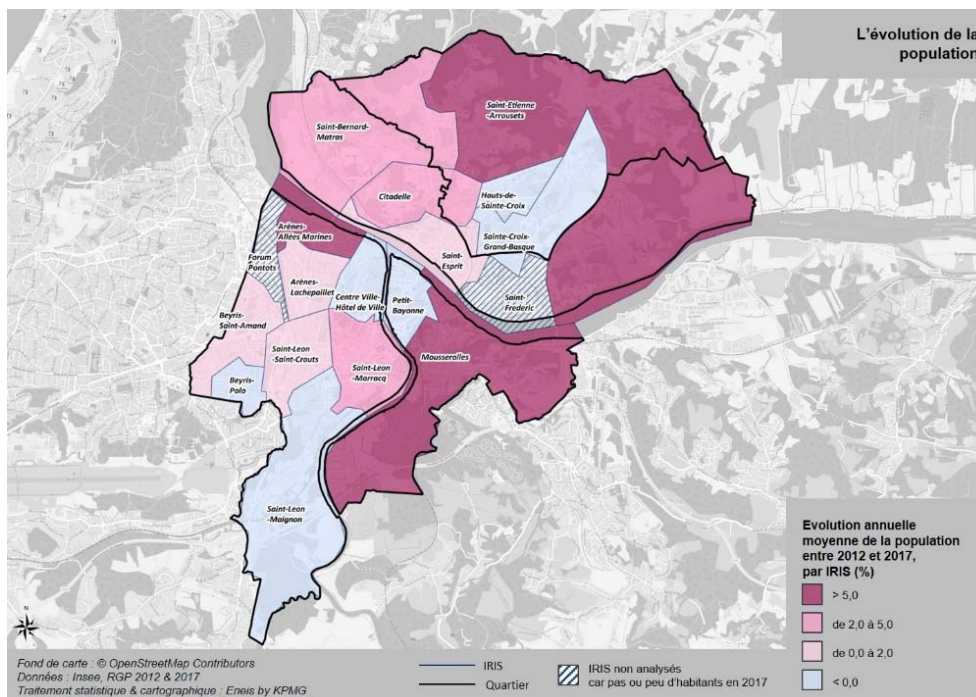 L'évolution de la
population
Saint-Etienne
-Arrousets
Saint-Bernard-
Matras
Citadelle
Hauts-de-
Sainte-Croix
Sainte-Croix-
Grand-Basque
Arènes-
Allées Marines
Forum
Pontots
Saint-
Esprit
Saint-
Fréderic
Arènes-
Lachepaillet
Centre Ville-
Hôtel de Ville
Petit-
Bayonne
Beyris-
Saint-Amand
Saint-Leon
-Saint-Crouts
Saint-Leon
-Marracq
Mousserolles
Beyris-
Polo
Saint-Leon
-Maignon
Evolution annuelle
moyenne de la population
entre 2012 et 2017,
par IRIS (%)
> 5,0
de 2,0 à 5,0
de 0,0 à 2,0
< 0,0
Fond de carte : © OpenStreetMap Contributors
Données : Insee, RGP 2012 & 2017
Traitement statistique & cartographique : Eneis by KPMG
IRIS
Quartier
IRIS non analysés
car pas ou peu d'habitants en 2017